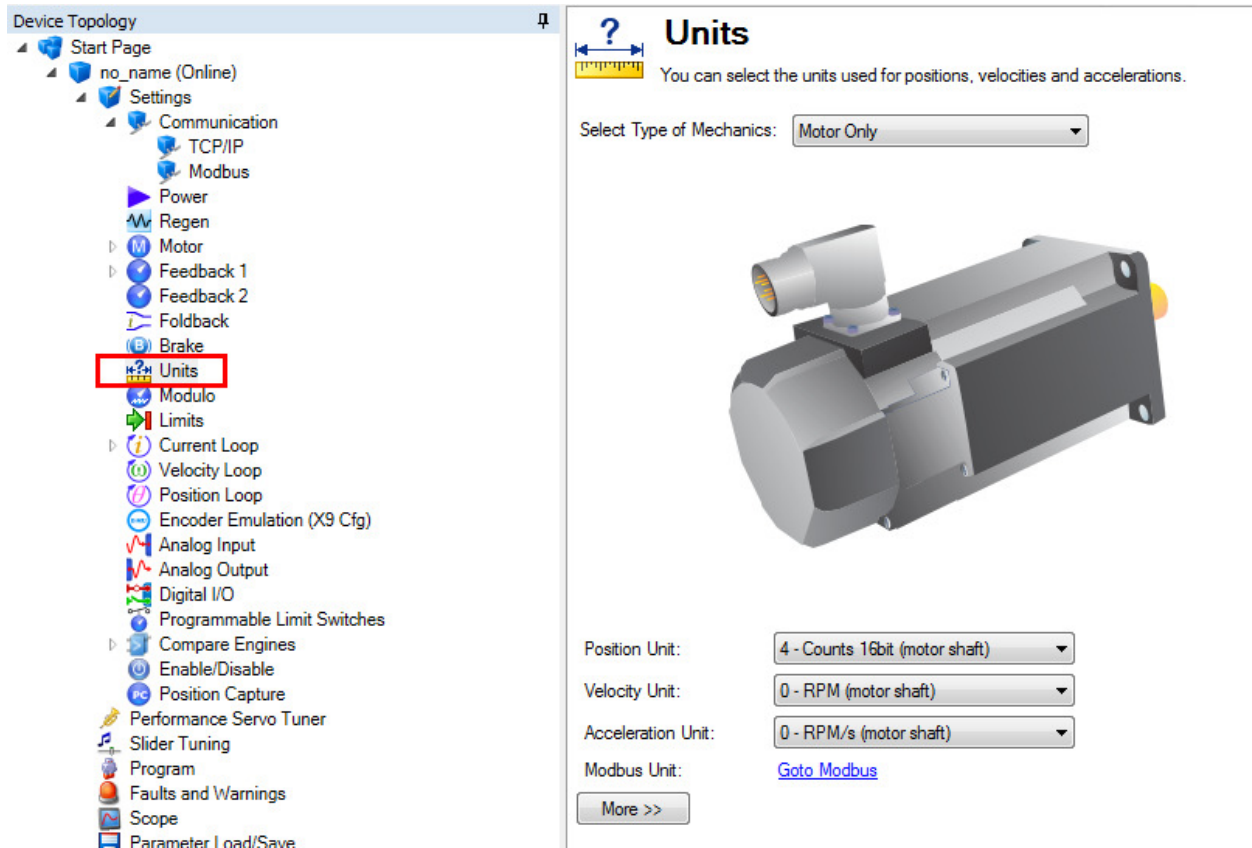 Device Topology
Start Page
no_name (Online)
Settings
Communication
TCP/IP
Modbus
Power
Regen
Motor
Feedback 1
Feedback 2
Foldback
Brake
Units
Modulo
Limits
Current Loop
Velocity Loop
Position Loop
Encoder Emulation (X9 Cfg)
Analog Input
Analog Output
Digital I/O
Programmable Limit Switches
Compare Engines
Enable/Disable
Position Capture
Performance Servo Tuner
Slider Tuning
Program
Faults and Warnings
Scope
Parameter Load/Save
Units
You can select the units used for positions, velocities and accelerations.
Select Type of Mechanics: Motor Only
Position Unit: 4 - Counts 16bit (motor shaft)
Velocity Unit: 0 - RPM (motor shaft)
Acceleration Unit: 0 - RPM/s (motor shaft)
Modbus Unit: Goto Modbus
More >>